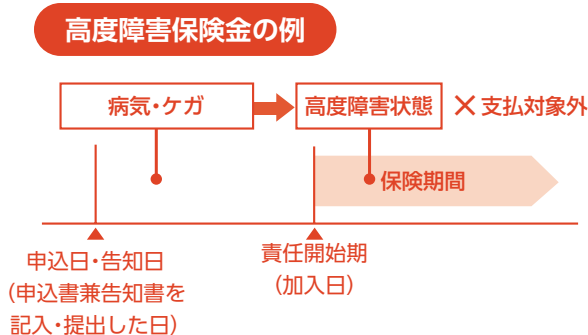 高度障害保険金の例
病気・ケガ
高度障害状態
×支払対象外
保険期間
申込日・告知日
(申込書兼告知書を
記入・提出した日)
責任開始期
(加入日)